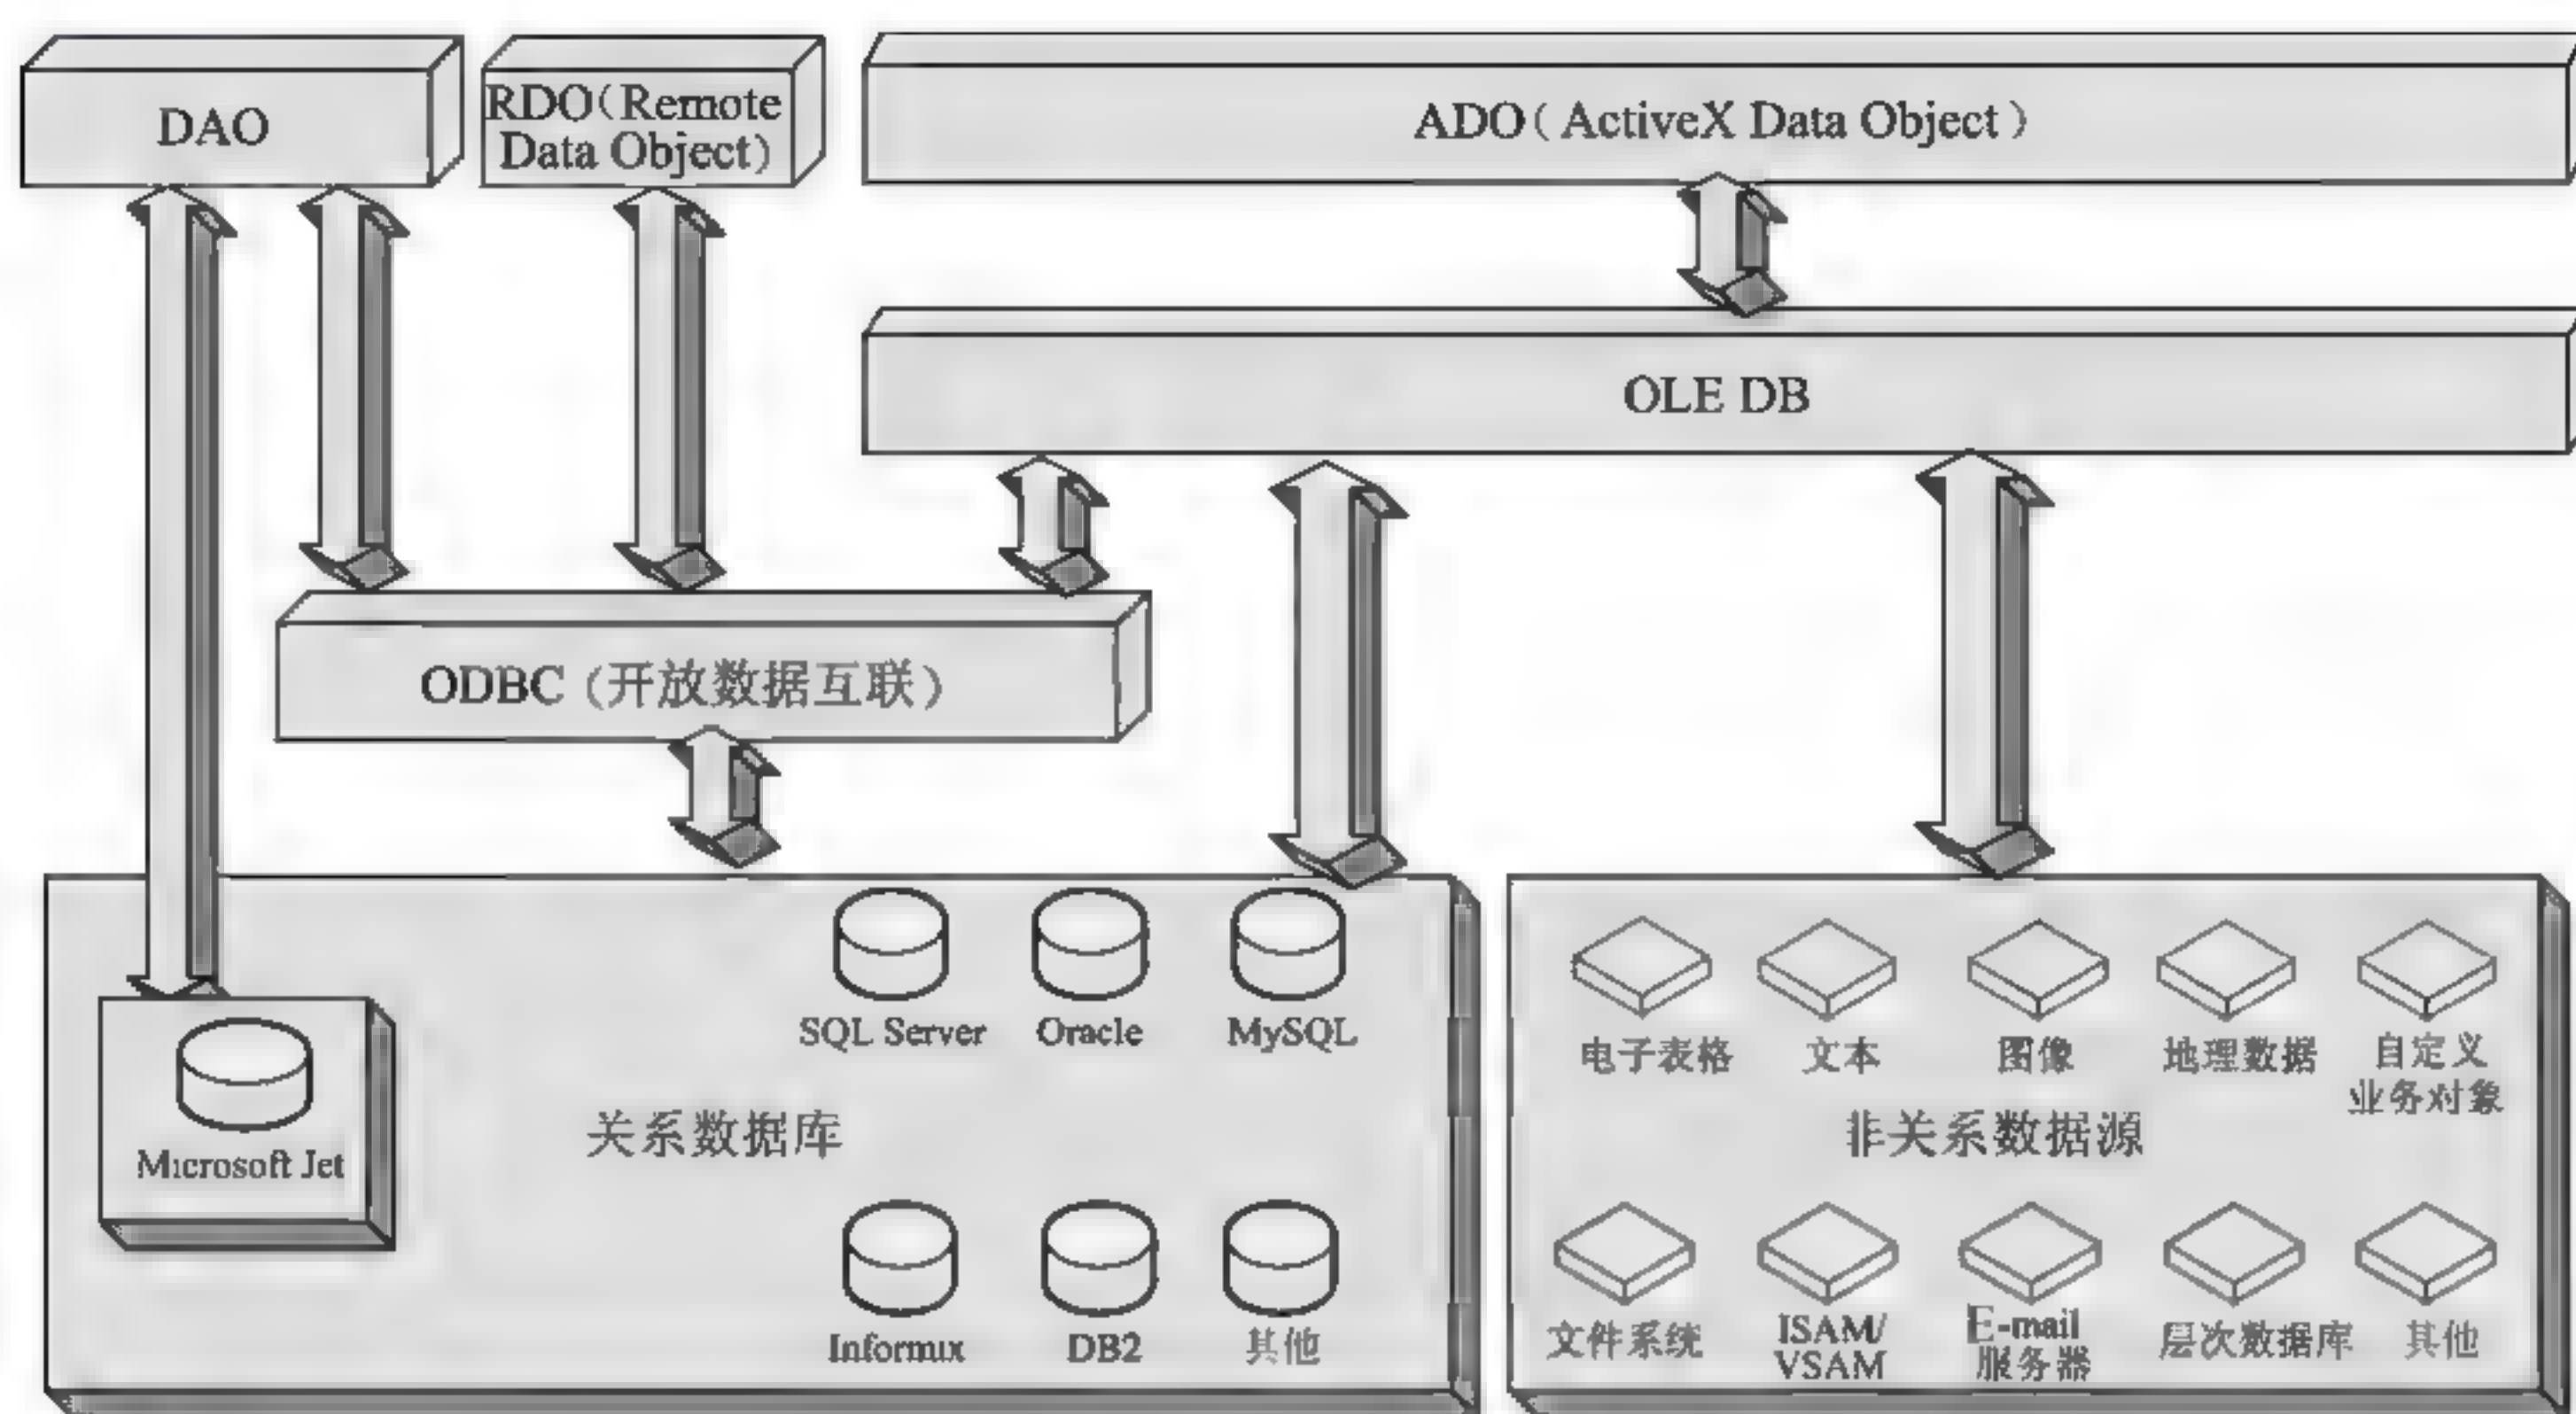 DAO
RDO(Remote
Data Object)
ADO(ActiveX Data Object)
OLE DB
ODBC (开放数据互联)
SQL Server
Oracle
MySQL
Microsoft Jet
关系数据库
Informix
DB2
其他
电子表格
文本
图像
地理数据
自定义
业务对象
非关系数据源
文件系统
ISAM/
VSAM
E-mail
服务器
层次数据库
其他